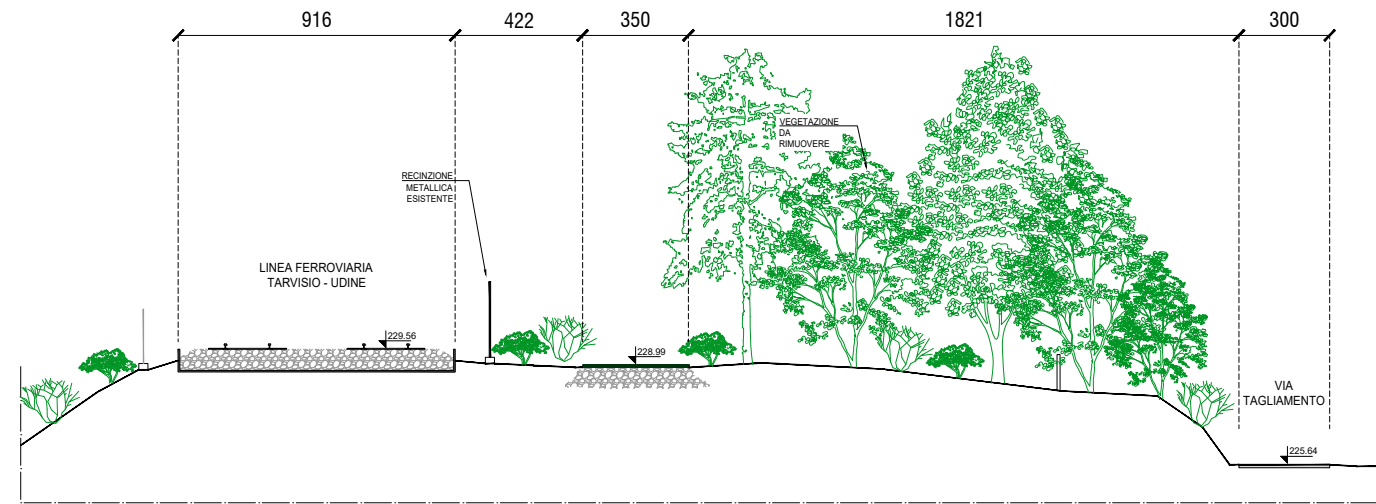 916
422
350
1821
300
VEGETAZIONE
DA
RIMUOVERE
RECINZIONE
METALLICA
ESISTENTE
LINEA FERROVIARIA
TARVISIO - UDINE
229.56
228.99
VIA
TAGLIAMENTO
225.64